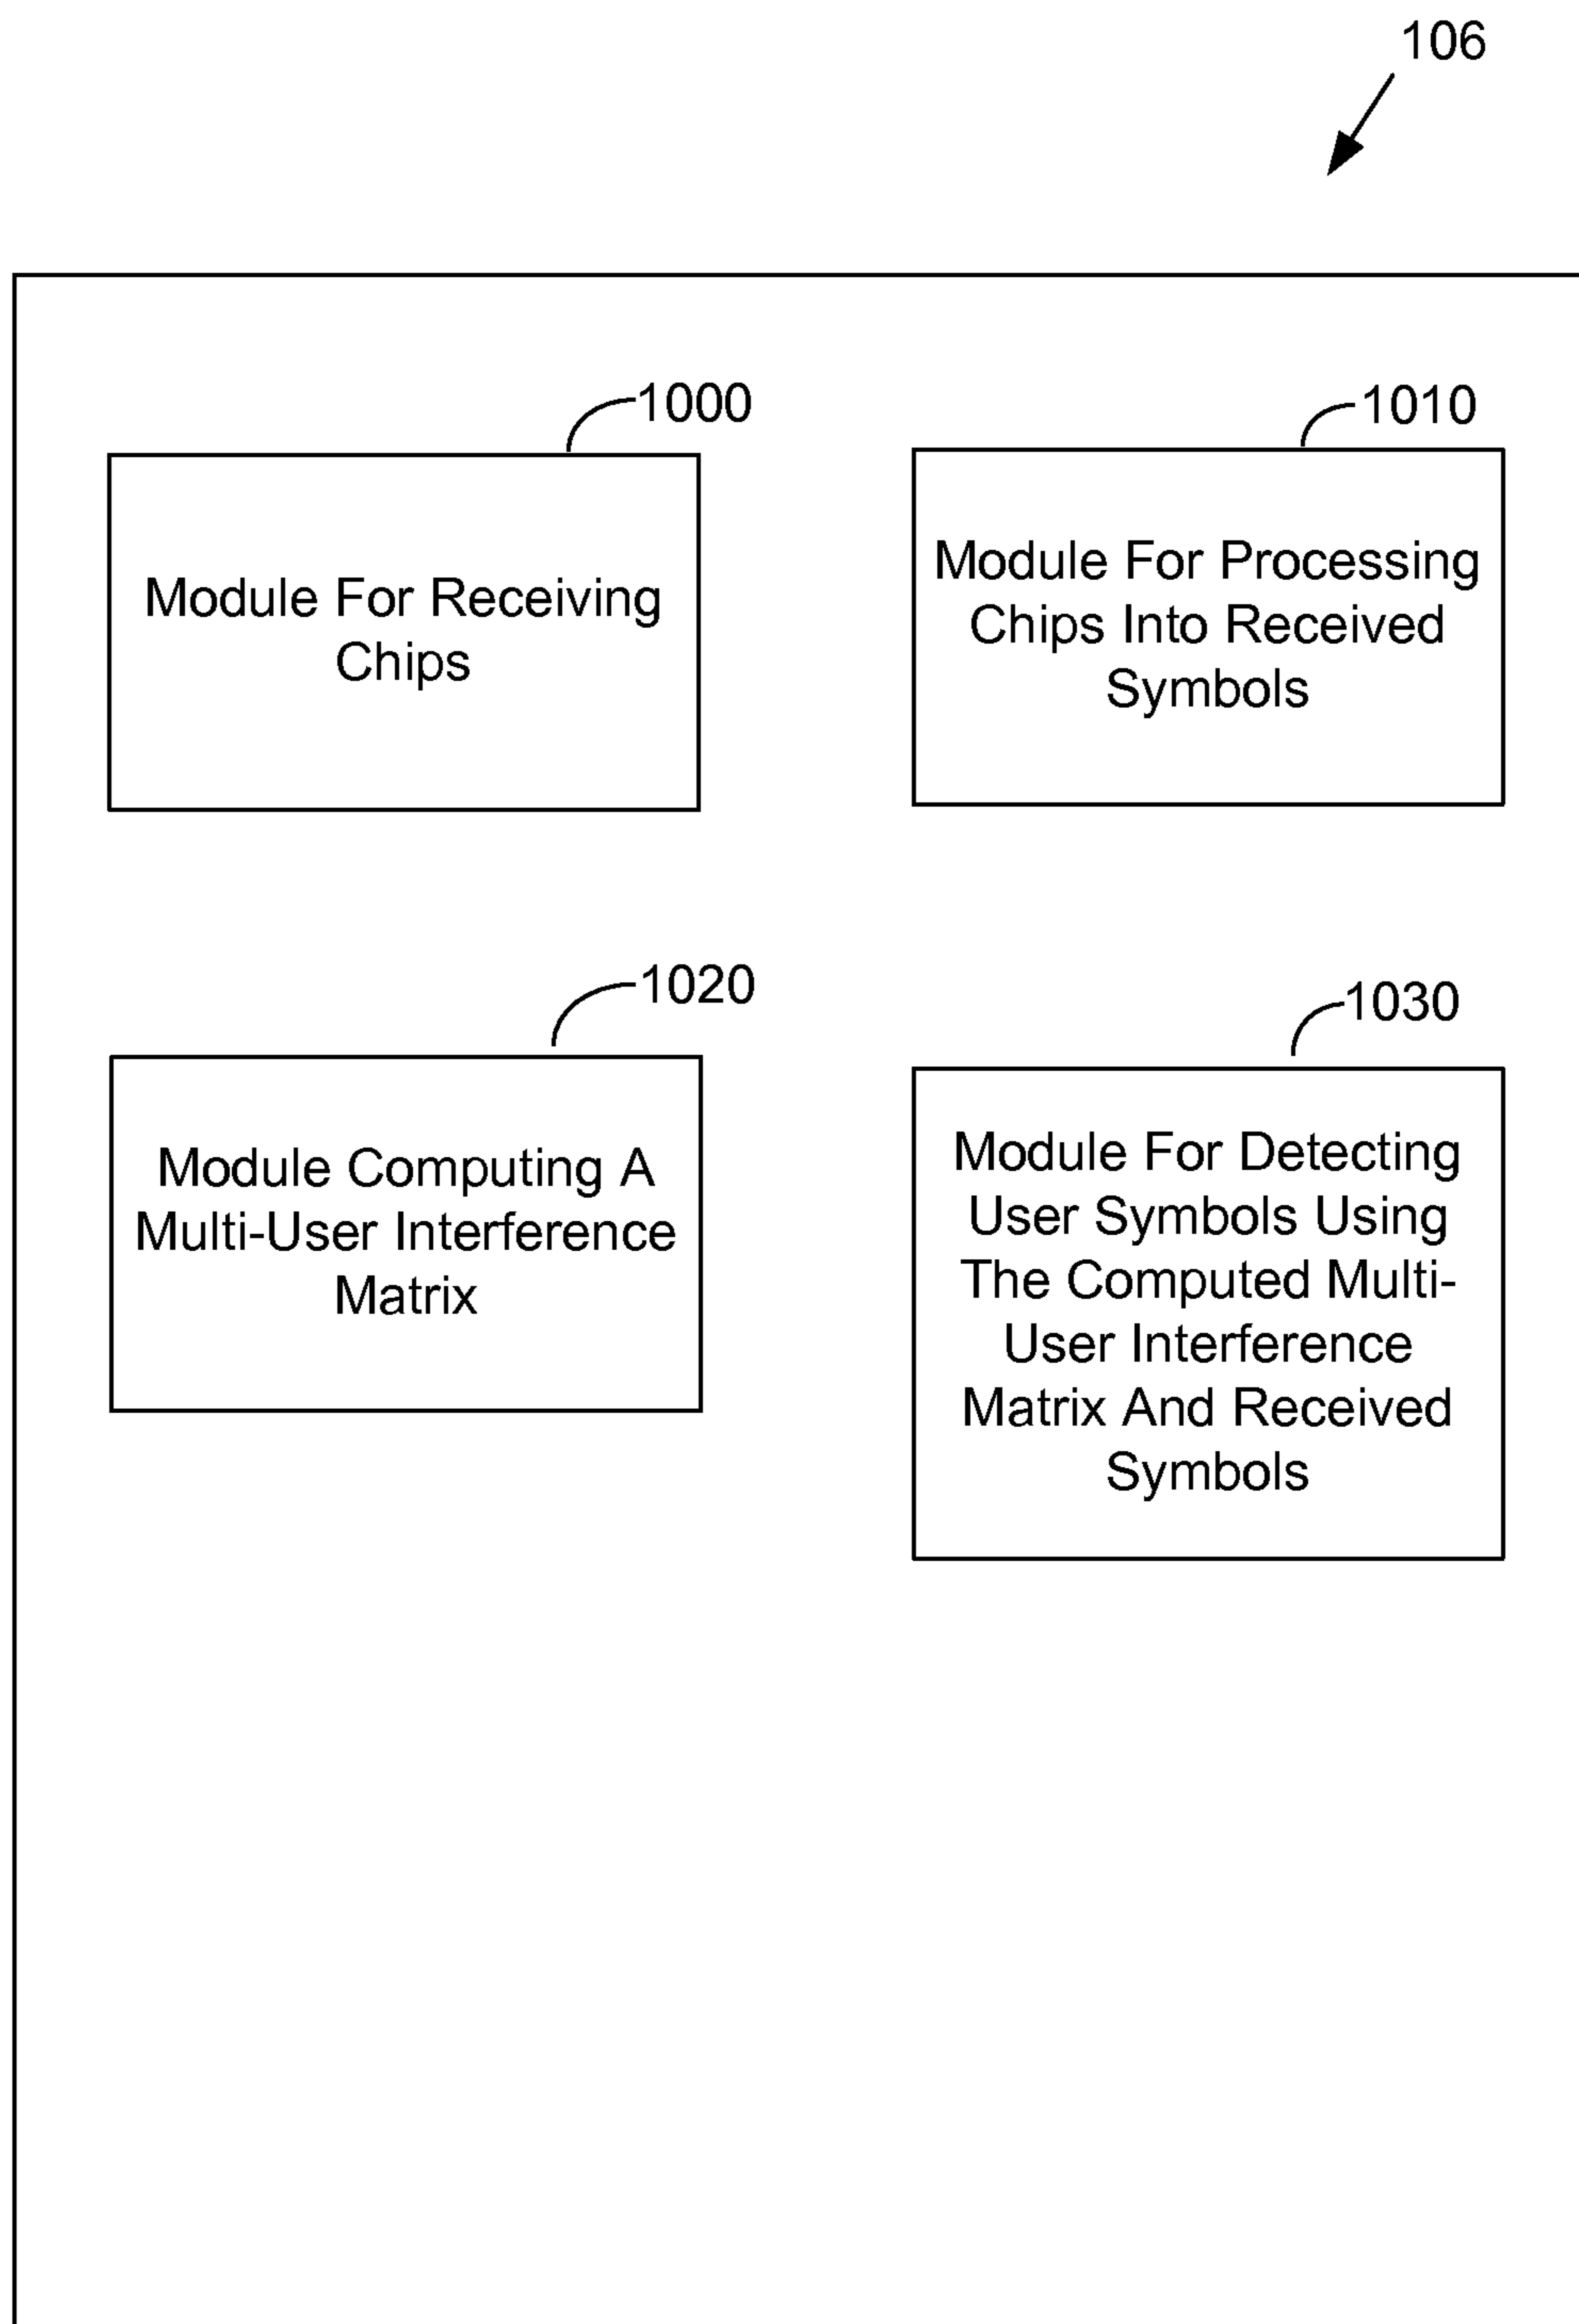 106
1000
Module For Receiving
Chips
1010
Module For Processing
Chips Into Received
Symbols
1020
Module Computing A
Multi-User Interference
Matrix
1030
Module For Detecting
User Symbols Using
The Computed Multi-
User Interference
Matrix And Received
Symbols